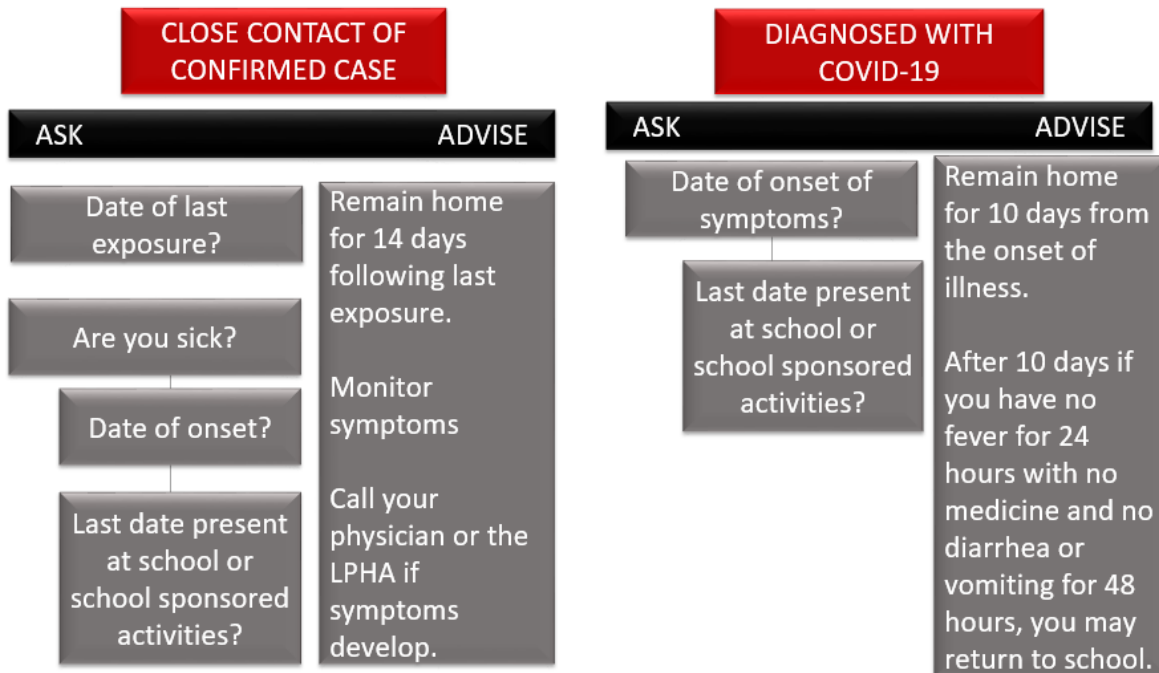 CLOSE CONTACT OF
CONFIRMED CASE
ASK
ADVISE
Date of last
exposure?
Are you sick?
Date of onset?
Last date present
at school or
school sponsored
activities?
Remain home
for 14 days
following last
exposure.
Monitor
symptoms
Call your
physician or the
LPHA if
symptoms
develop.
DIAGNOSED WITH
COVID-19
ASK
ADVISE
Date of onset of
symptoms?
Last date present
at school or
school sponsored
activities?
Remain home
for 10 days from
the onset of
illness.
After 10 days if
you have no
fever for 24
hours with no
medicine and no
diarrhea or
vomiting for 48
hours, you may
return to school.